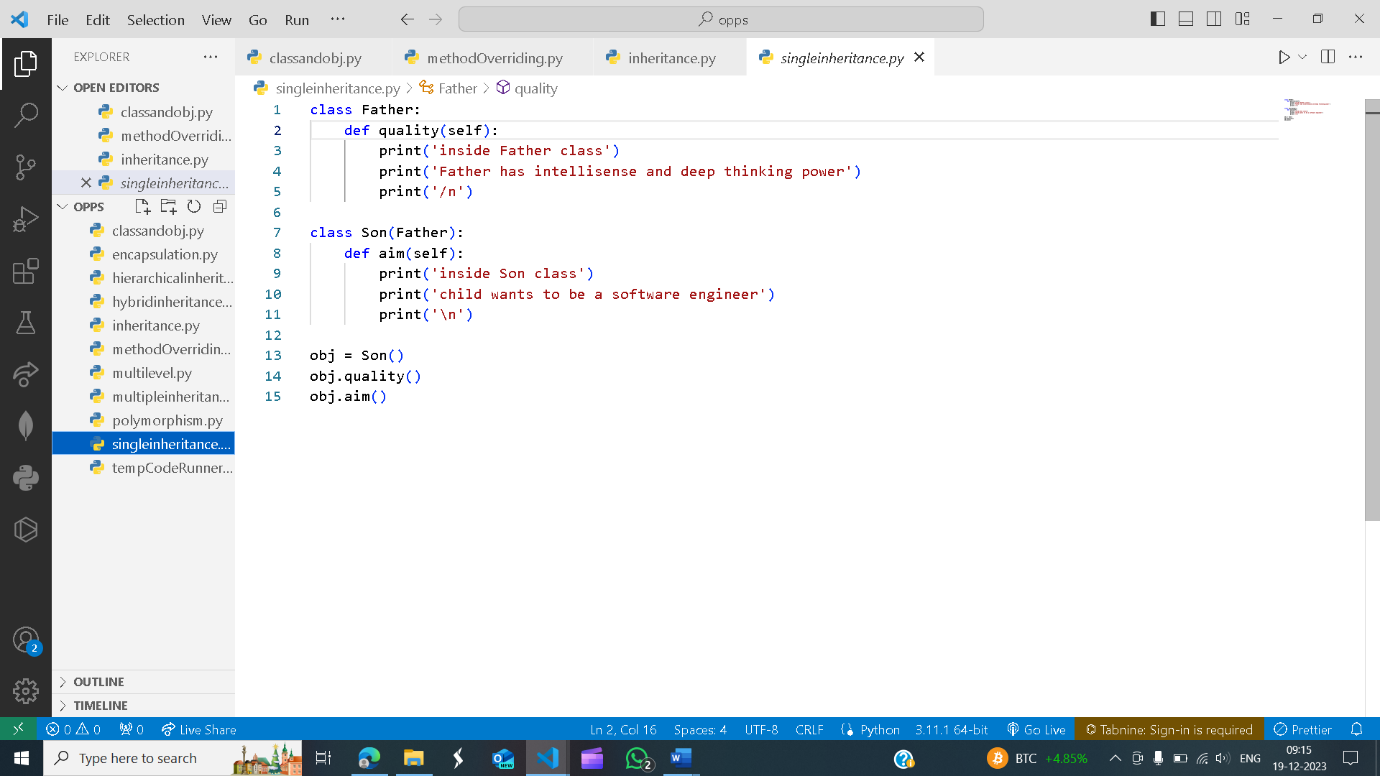 File Edit Selection View Go Run ···
opps
EXPLORER ···
classandobj.py methodOverriding.py inheritance.py singleinheritance.py
OPEN EDITORS
classandobj.py
methodOverridi...
inheritance.py
singleinheritanc...
OPPS
classandobj.py
encapsulation.py
hierarchicalinherit...
hybridinheritance...
inheritance.py
methodOverridin...
multilevel.py
multipleinheritan...
polymorphism.py
singleinheritance....
tempCodeRunner...
OUTLINE
TIMELINE
singleinheritance.py > Father > quality
1 class Father:
2     def quality(self):
3         print('inside Father class')
4         print('Father has intellisense and deep thinking power')
5         print('/n')
6
7 class Son(Father):
8     def aim(self):
9         print('inside Son class')
10         print('child wants to be a software engineer')
11         print('\n')
12
13 obj = Son()
14 obj.quality()
15 obj.aim()
2
0 0 0 Live Share Ln 2, Col 16 Spaces: 4 UTF-8 CRLF Python 3.11.1 64-bit Go Live Tabnine: Sign-in is required Prettier
Type here to search NEW 2 BTC +4.85% ENG 09:15
19-12-2023